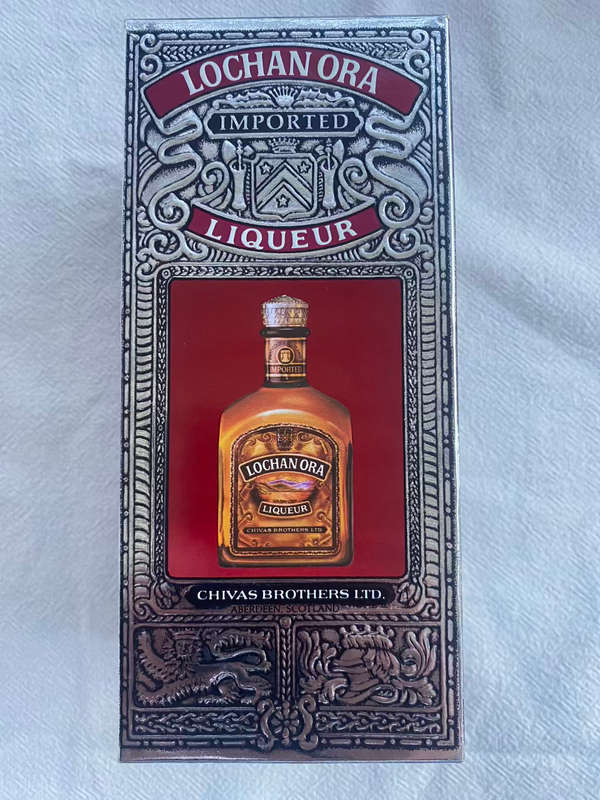 LOCHAN ORA
IMPORTED
LIQUEUR
IMPORTED
LOCHAN ORA
LIQUEUR
CHIVAS BROTHERS LTD.
CHIVAS BROTHERS LTD.
ABERDEEN, SCOTLAND